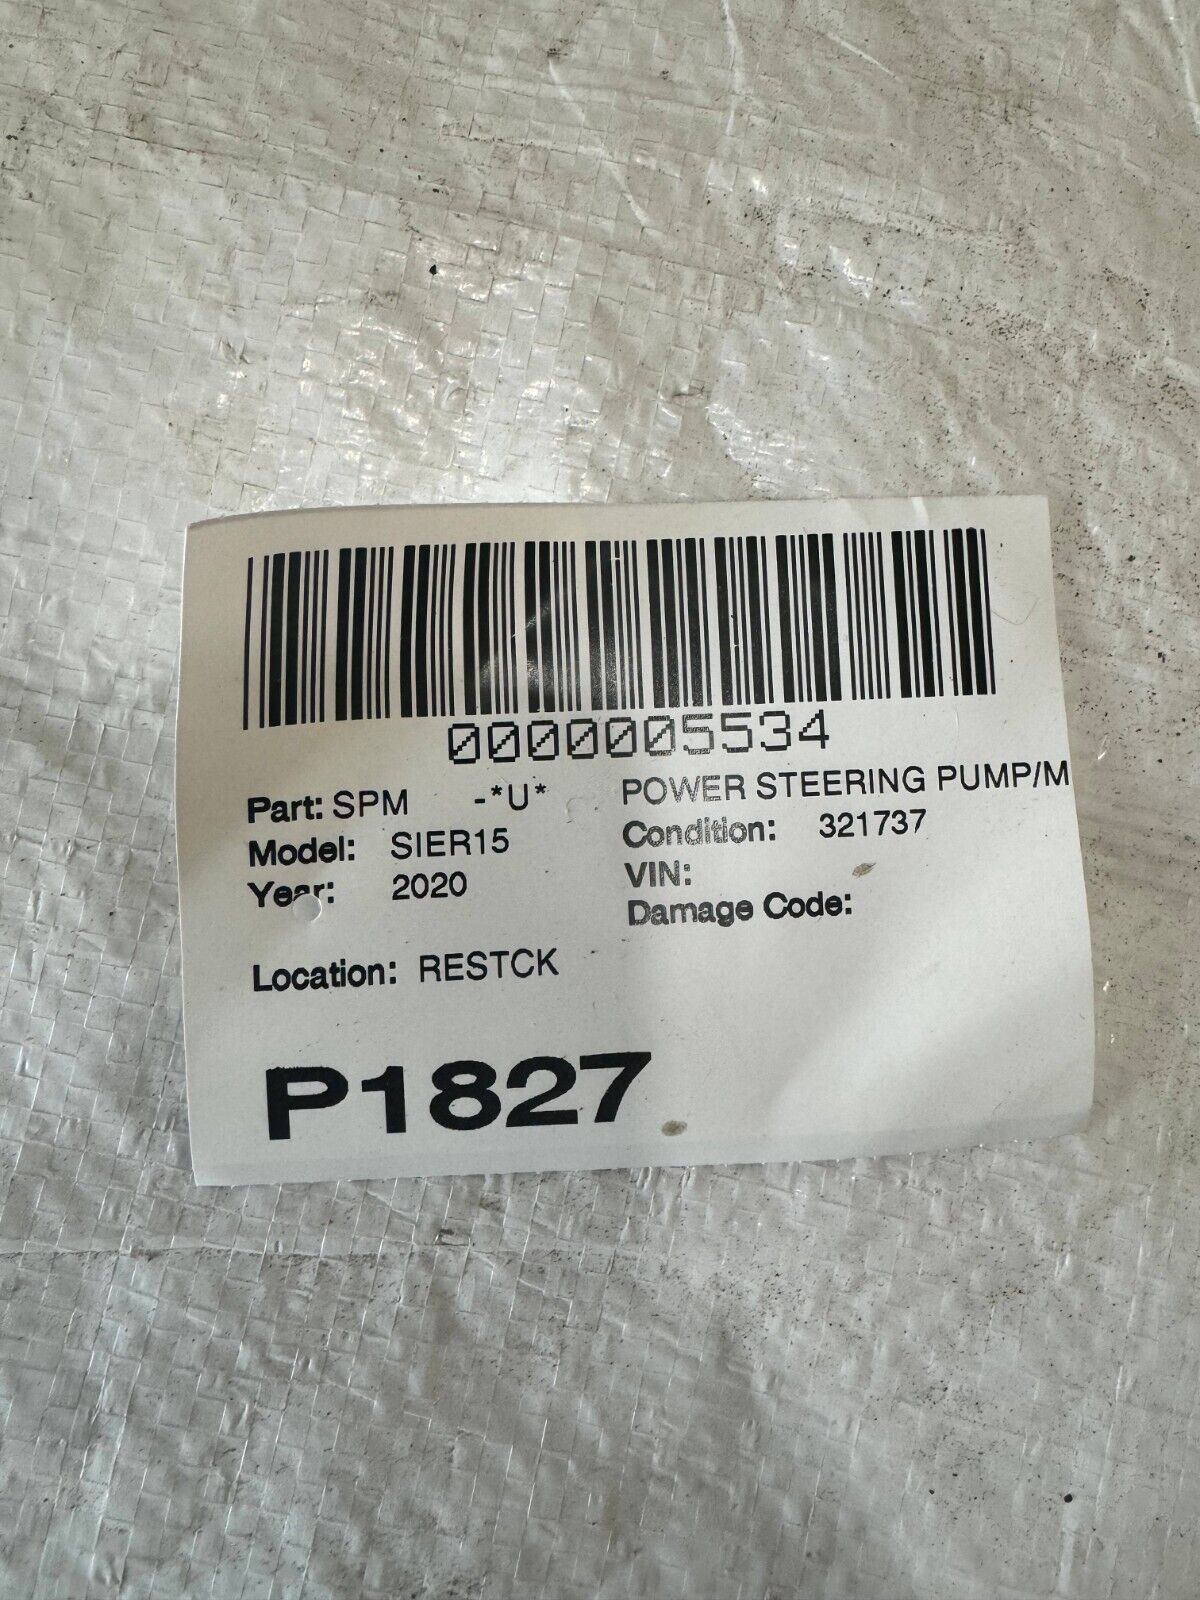 0000005534
Part: SPM -*U* POWER STEERING PUMP/M
Model: SIER15 Condition: 321737
Year: 2020 VIN:
Damage Code:
Location: RESTCK
P1827